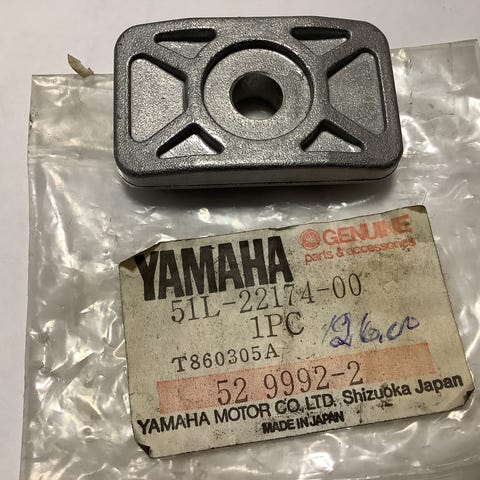 GENUINE
parts & accessories
YAMAHA
51L-22174-00
1PC
T860305A
52 9992-2
YAMAHA MOTOR CO.,LTD. Shizuoka Japan
MADE IN JAPAN